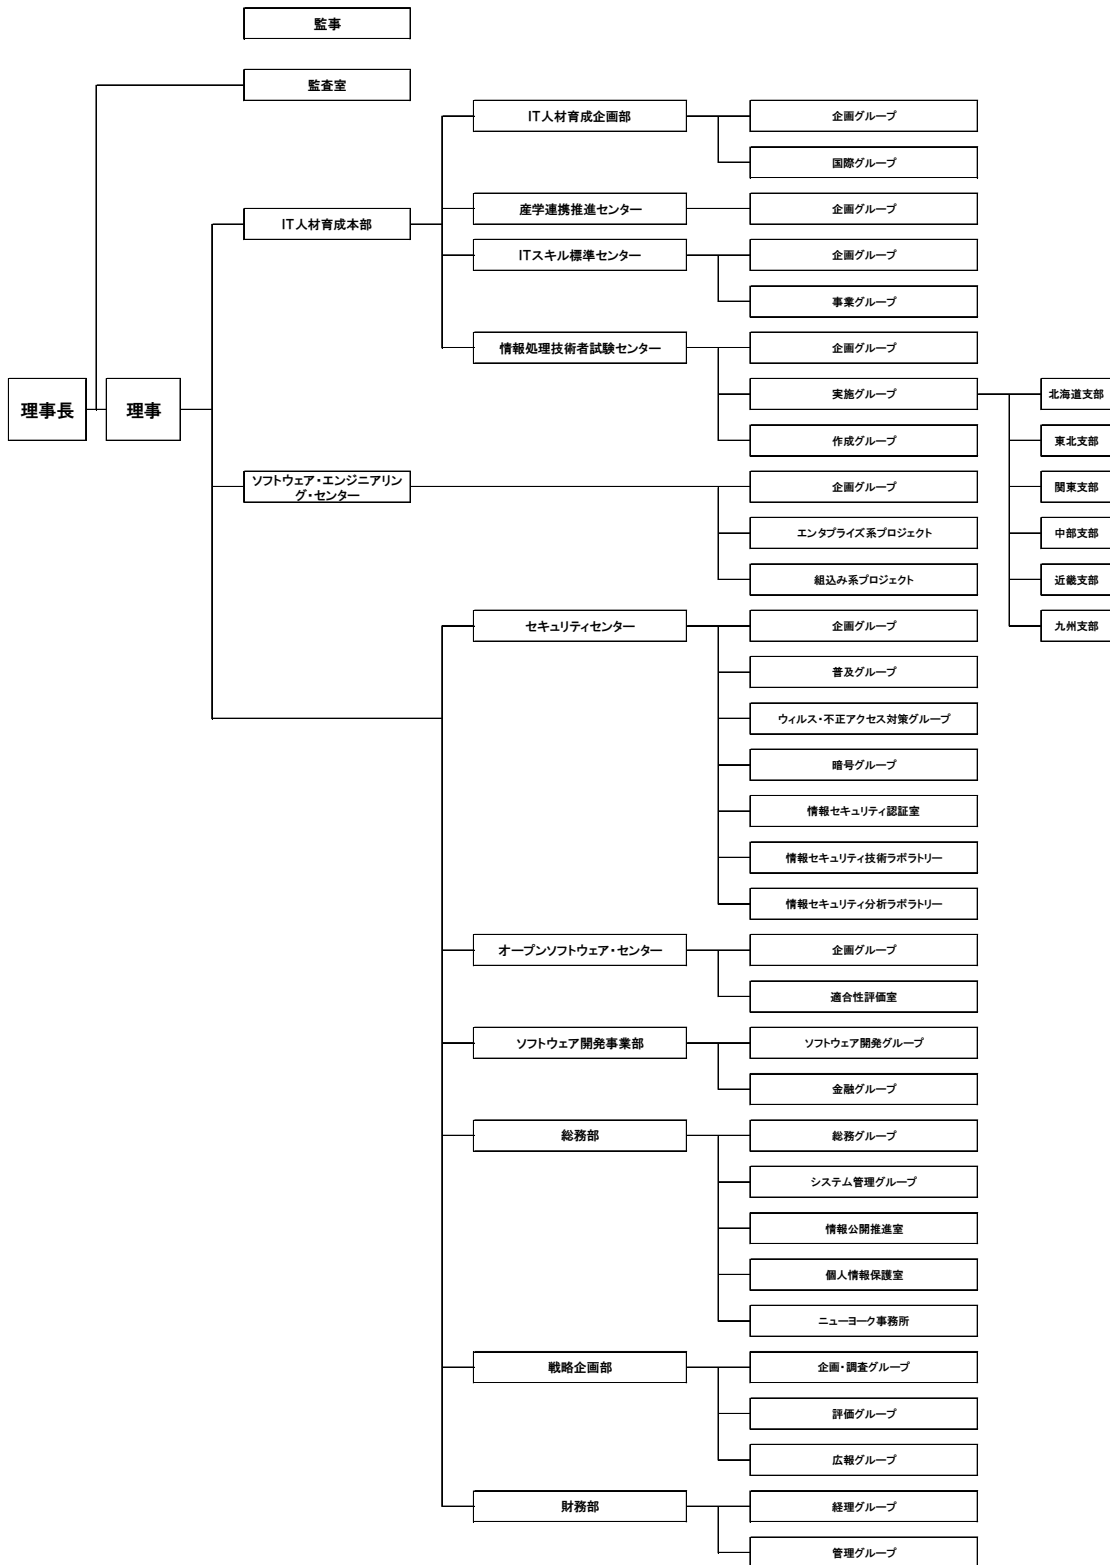 監事
監査室
IT人材育成企画部
企画グループ
国際グループ
産学連携推進センター
企画グループ
IT人材育成本部
ITスキル標準センター
企画グループ
事業グループ
情報処理技術者試験センター
企画グループ
理事長
理事
実施グループ
北海道支部
作成グループ
東北支部
ソフトウェア・エンジニアリン
グ・センター
企画グループ
関東支部
エンタプライズ系プロジェクト
中部支部
組込み系プロジェクト
近畿支部
セキュリティセンター
企画グループ
九州支部
普及グループ
ウィルス・不正アクセス対策グループ
暗号グループ
情報セキュリティ認証室
情報セキュリティ技術ラボラトリー
情報セキュリティ分析ラボラトリー
オープンソフトウェア・センター
企画グループ
適合性評価室
ソフトウェア開発事業部
ソフトウェア開発グループ
金融グループ
総務部
総務グループ
システム管理グループ
情報公開推進室
個人情報保護室
ニューヨーク事務所
戦略企画部
企画・調査グループ
評価グループ
広報グループ
財務部
経理グループ
管理グループ